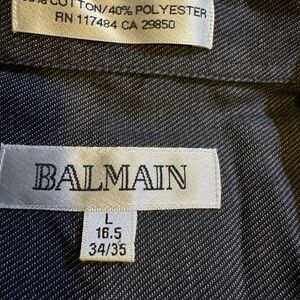 COTTON/40% POLYESTER
RN 117484 CA 29850
BALMAIN
L
16.5
34/35